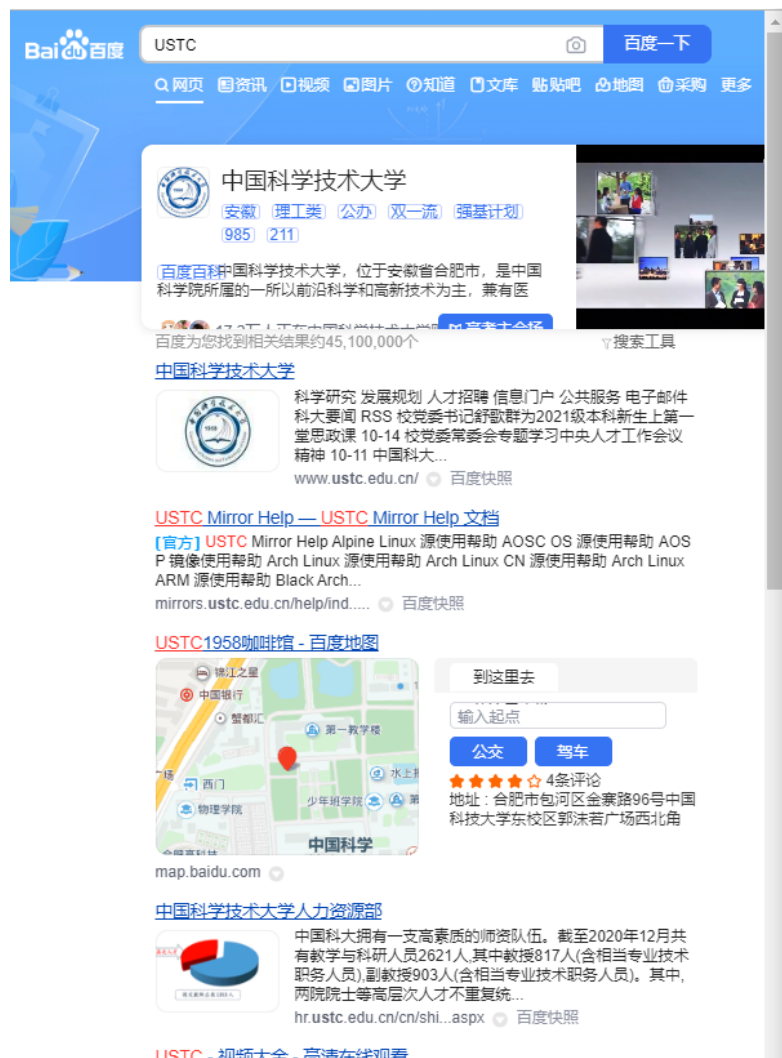 Bai du 百度
USTC
百度一下
网页 资讯 视频 图片 知道 文库 贴贴吧 地图 采购 更多
中国科学技术大学
安徽 理工类 公办 双一流 强基计划
985 211
百度百科中国科学技术大学，位于安徽省合肥市，是中国
科学院所属的一所以前沿科学和高新技术为主，兼有医
百度为您找到相关结果约45,100,000个
搜索工具
中国科学技术大学
科学研究 发展规划 人才招聘 信息门户 公共服务 电子邮件
科大要闻 RSS 校党委书记舒歌群为2021级本科新生上第一
堂思政课 10-14 校党委常委会专题学习中央人才工作会议
精神 10-11 中国科大...
www.ustc.edu.cn/ 百度快照
USTC Mirror Help — USTC Mirror Help 文档
[官方] USTC Mirror Help Alpine Linux 源使用帮助 AOSC OS 源使用帮助 AOS
P 镜像使用帮助 Arch Linux 源使用帮助 Arch Linux CN 源使用帮助 Arch Linux
ARM 源使用帮助 Black Arch...
mirrors.ustc.edu.cn/help/ind..... 百度快照
USTC1958咖啡馆 - 百度地图
锦江之星
中国银行
蟹都汇
第一教学楼
西门
物理学院
少年班学院
中国科学
到这里去
输入起点
公交 驾车
4条评论
地址：合肥市包河区金寨路96号中国
科技大学东校区郭沫若广场西北角
map.baidu.com
中国科学技术大学人力资源部
中国科大拥有一支高素质的师资队伍。截至2020年12月共
有教学与科研人员2621人,其中教授817人(含相当专业技术
职务人员),副教授903人(含相当专业技术职务人员)。其中,
两院院士等高层次人才不重复统...
hr.ustc.edu.cn/cn/shi...aspx 百度快照
USTC - 视频大全 - 高清在线观看